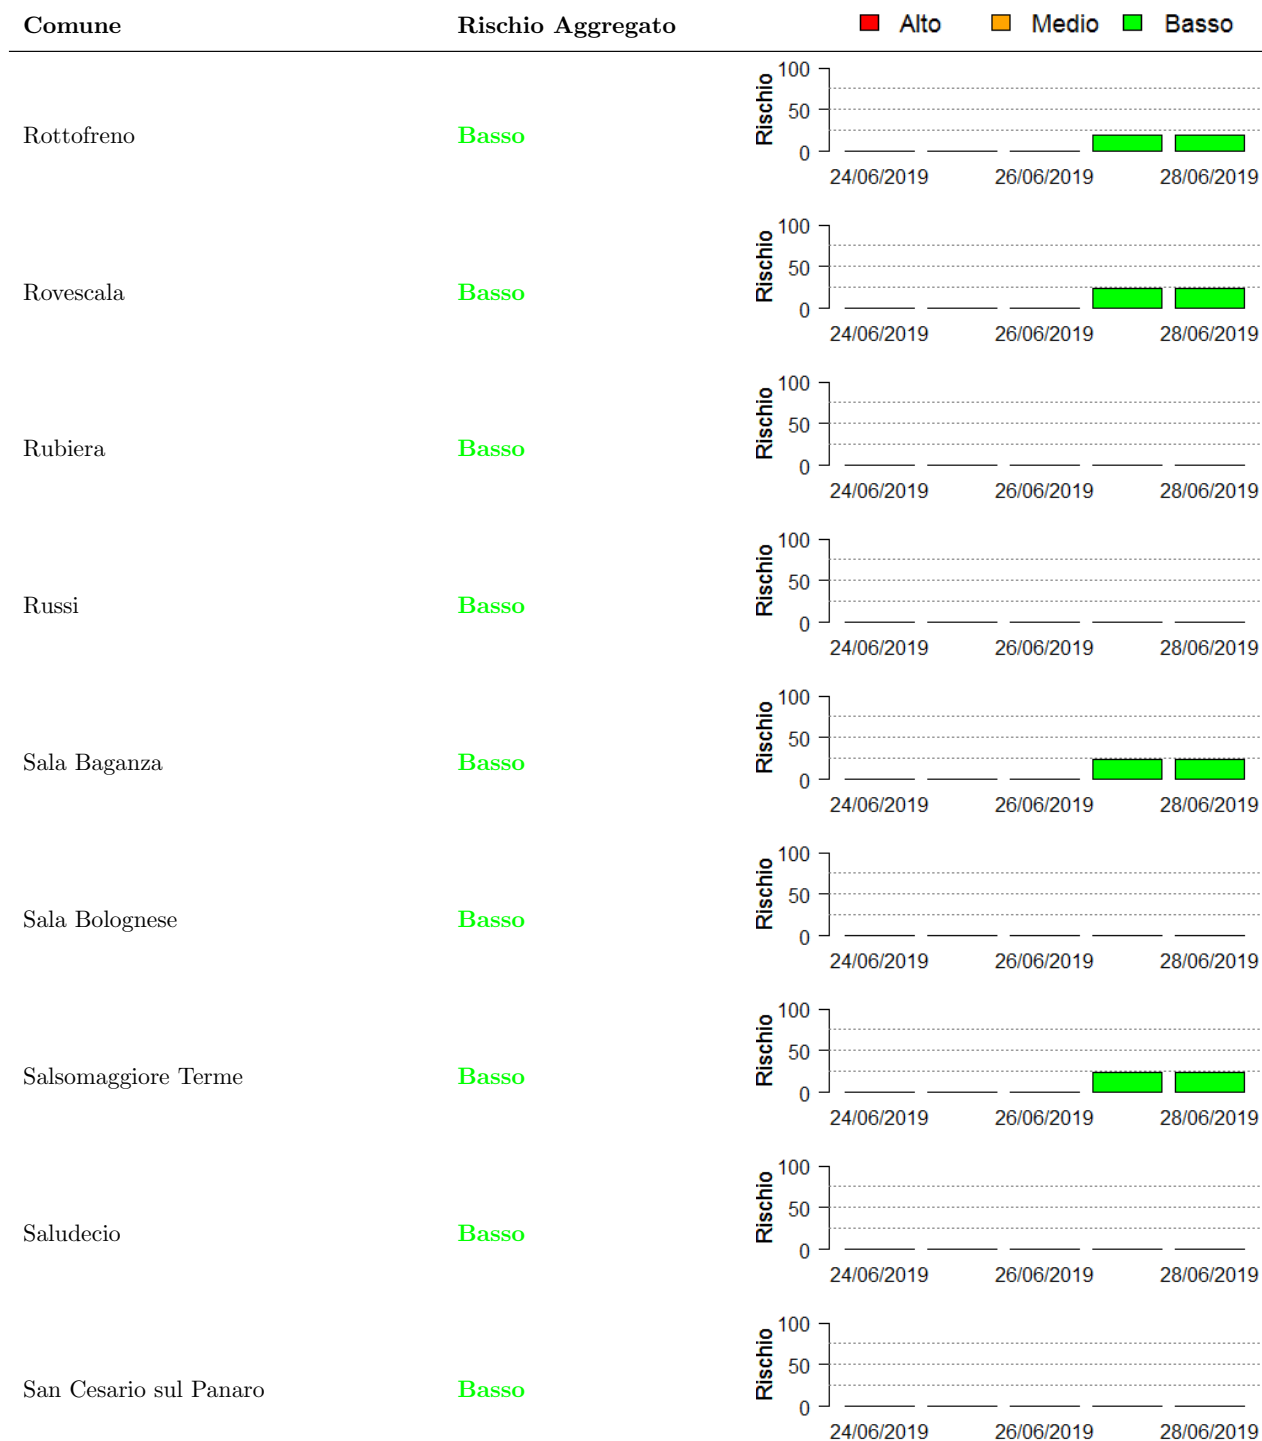 Comune Rischio Aggregato Alto Medio Basso
100
50
0
Rischio
Rottofreno Basso
24/06/2019 26/06/2019 28/06/2019
100
50
0
Rischio
Rovescala Basso
24/06/2019 26/06/2019 28/06/2019
100
50
0
Rischio
Rubiera Basso
24/06/2019 26/06/2019 28/06/2019
100
50
0
Rischio
Russi Basso
24/06/2019 26/06/2019 28/06/2019
100
50
0
Rischio
Sala Baganza Basso
24/06/2019 26/06/2019 28/06/2019
100
50
0
Rischio
Sala Bolognese Basso
24/06/2019 26/06/2019 28/06/2019
100
50
0
Rischio
Salsomaggiore Terme Basso
24/06/2019 26/06/2019 28/06/2019
100
50
0
Rischio
Saludecio Basso
24/06/2019 26/06/2019 28/06/2019
100
50
0
Rischio
San Cesario sul Panaro Basso
24/06/2019 26/06/2019 28/06/2019